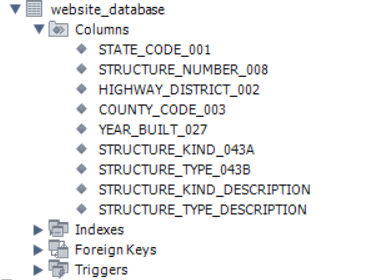 website_database
Columns
STATE_CODE_001
STRUCTURE_NUMBER_008
HIGHWAY_DISTRICT_002
COUNTY_CODE_003
YEAR_BUILT_027
STRUCTURE_KIND_043A
STRUCTURE_TYPE_043B
STRUCTURE_KIND_DESCRIPTION
STRUCTURE_TYPE_DESCRIPTION
Indexes
Foreign Keys
Triggers